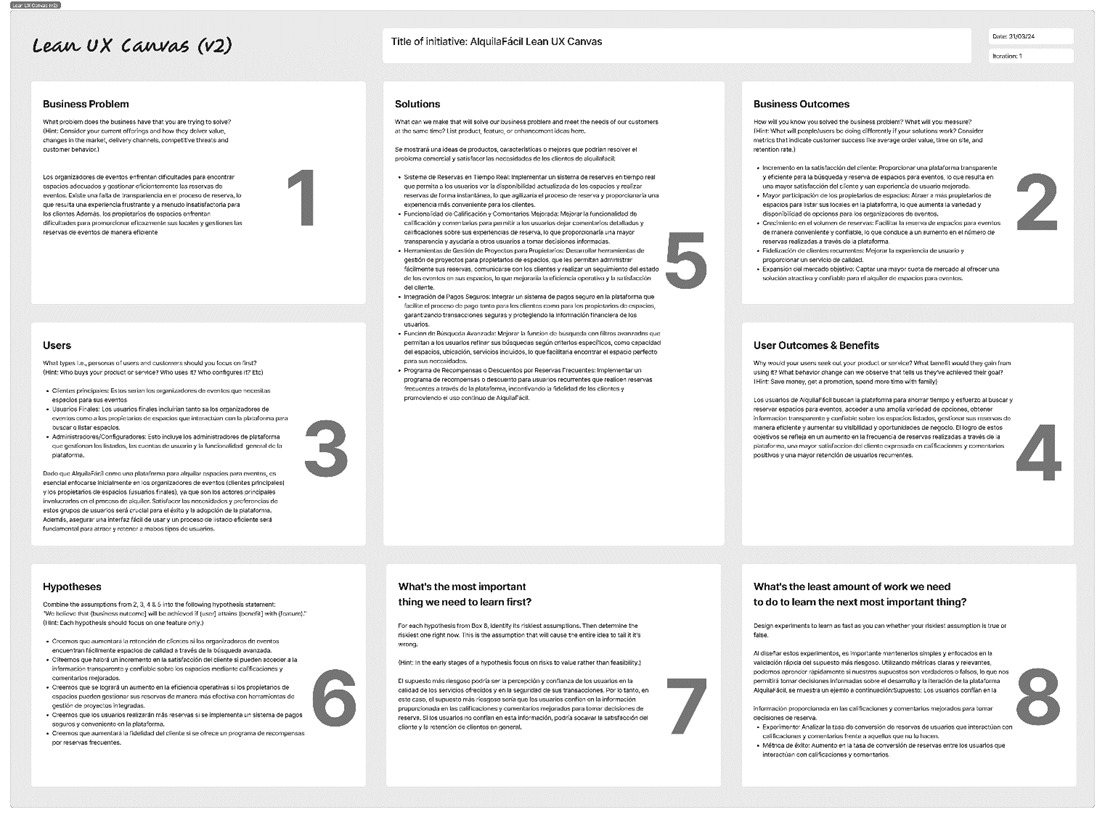 Lean UX Canvas (v2)
Lean UX Canvas (v2)
Title of initiative: AlquilaFácil Lean UX Canvas
Date: 31/03/24
Iteration: 1
Business Problem
What problem does the business have that you are trying to solve?
(Hint: Consider your current offerings and how they deliver value,
changes in the market, delivery channels, competitive threats and
customer behavior.)
Los organizadores de eventos enfrentan dificultades para encontrar
espacios adecuados y gestionar eficientemente las reservas de
eventos. Existe una falta de transparencia en el proceso de reserva, lo
que resulta una experiencia frustrante y a menudo insatisfactoria para
los clientes Además, los propietarios de espacios enfrentan
dificultades para promocionar eficazmente sus locales y gestiones las
reservas de eventos de manera eficiente
1
Solutions
What can we make that will solve our business problem and meet the needs of our customers
at the same time? List product, feature, or enhancement ideas here.
Se mostrará una ideas de productos, características o mejoras que podrían resolver el
problema comercial y satisfacer las necesidades de los clientes de alquilafácil.
• Sistema de Reservas en Tiempo Real: Implementar un sistema de reservas en tiempo real
que permita a los usuarios ver la disponibilidad actualizada de los espacios y realizar
reservas de forma instantánea, lo que agilizaría el proceso de reserva y proporcionaría una
experiencia más conveniente para los clientes.
• Funcionalidad de Calificación y Comentarios Mejorada: Mejorar la funcionalidad de
calificación y comentarios para permitir a los usuarios dejar comentarios detallados y
calificaciones sobre sus experiencias de reserva, lo que proporcionaría una mayor
transparencia y ayudaría a otros usuarios a tomar decisiones informadas.
• Herramientas de Gestión de Proyectos para Propietarios: Desarrollar herramientas de
gestión de proyectos para propietarios de espacios, que les permitan administrar
fácilmente sus reservas, comunicarse con los clientes y realizar un seguimiento del estado
de los eventos en sus espacios, lo que mejoraría la eficiencia operativa y la satisfacción
del cliente.
• Integración de Pagos Seguros: Integrar un sistema de pagos seguro en la plataforma que
facilite el proceso de pago tanto para los clientes como para los propietarios de espacios,
garantizando transacciones seguras y protegiendo la información financiera de los
usuarios.
• Funcion de Búsqueda Avanzada: Mejorar la funcion de búsqueda con filtros avanzados que
permitan a los usuarios refinar sus búsquedas según criterios específicos, como capacidad
del espacios, ubicación, servicios incluidos, lo que facilitaría encontrar el espacio perfecto
para sus necesidades.
• Programa de Recompensas o Descuentos por Reservas Frecuentes: Implementar un
programa de recompensas o descuento para usuarios recurrentes que realicen reservas
frecuentes a través de la plataforma, incentivando la fidelidad de los clientes y
promoviendo el uso continuo de AlquilaFácil.
5
Business Outcomes
How will you know you solved the business problem? What will you measure?
(Hint: What will people/users be doing differently if your solutions work? Consider
metrics that indicate customer success like average order value, time on site, and
retention rate.)
• Incremento en la satisfacción del cliente: Proporcionar una plataforma transparente
y eficiente para la búsqueda y reserva de espacios para eventos, lo que resulta en
una mayor satisfacción del cliente y uan experiencia de usuario mejorada.
• Mayor participación de los propietarios de espacios: Atraer a más propietarios de
espacios para listar sus locales en la plataforma, lo que aumenta la variedad y
disponibilidad de opciones para los organizadores de eventos.
• Crecimiento en el volumen de reservas: Facilitar la reserva de espacios para eventos
de manera conveniente y confiable, lo que conduce a un aumento en el número de
reservas realizadas a través de la plataforma.
• Fidelización de clientes recurrentes: Mejorar la experiencia de usuario y
proporcionar un servicio de calidad.
• Expansión del mercado objetivo: Captar una mayor cuota de mercado al ofrecer una
solución atractiva y confiable para el alquiler de espacios para eventos.
2
Users
What types i.e., personas of users and customers should you focus on first?
(Hint: Who buys your product or service? Who uses it? Who configures it? Etc)
• Clientes principales: Estas serían los organizadores de eventos que necesitas
espacios para sus eventos
• Usuarios Finales: Los usuarios finales incluirían tanto sa los organizadores de
eventos como a los propietarios de espacios que interactúan con la plataforma para
buscar o listar espacios.
• Administradores/Configuradores: Esto incluye los administradores de plataforma
que gestionan los listados, las cuentas de usuario y la funcionalidad general de la
plataforma.
Dado que AlquilaFácil como una plataforma para alquilar espacios para eventos, es
esencial enfocarse inicialmente en los organizadores de eventos (clientes principales)
y los propietarios de espacios (usuarios finales), ya que son los actores principales
involucrados en el proceso de alquiler. Satisfacer las necesidades y preferencias de
estos grupos de usuarios será crucial para el éxito y la adopción de la plataforma.
Además, asegurar una interfaz fácil de usar y un proceso de listado eficiente será
fundamental para atraer y retener a mabos tipos de usuarios.
3
User Outcomes & Benefits
Why would your users seek out your product or service? What benefit would they gain from
using it? What behavior change can we observe that tells us they've achieved their goal?
(Hint: Save money, get a promotion, spend more time with family)
Los usuarios de AlquilaFácil buscan la plataforma para ahorrar tiempo y esfuerzo al buscar y
reservar espacios para eventos, acceder a una amplia variedad de opciones, obtener
información transparente y confiable sobre los espacios listados, gestionar sus reservas de
manera eficiente y aumentar su visibilidad y oportunidades de negocio. El logro de estos
objetivos se refleja en un aumento en la frecuencia de reservas realizadas a través de la
plataforma, una mayor satisfaccion del cliente expresada en calificaciones y comentarios
positivos y una mayor retención de usuarios recurrentes.
4
Hypotheses
Combine the assumptions from 2, 3, 4 & 5 into the following hypothesis statement:
"We believe that [business outcome] will be achieved if [user] attains [benefit] with [feature]."
(Hint: Each hypothesis should focus on one feature only.)
• Creemos que aumentará la retención de clientes si los organizadores de eventos
encuentran fácilmente espacios de calidad a través de la búsqueda avanzada.
• Creemos que habrá un incremento en la satisfacción del cliente si pueden acceder a la
información transparente y confiable sobre los espacios mediante calificaciones y
comentarios mejorados.
• Creemos que se logrará un aumento en la eficiencia operativas si los propietarios de
espacios pueden gestionar sus reservas de manera más efectiva con herramientas de
gestión de proyectos integradas.
• Creemos que los usuarios realizarán más reservas si se implementa un sistema de pagos
seguros y conveniente en la plataforma.
• Creemos que aumentará la fidelidad del cliente si se ofrece un programa de recompensas
por reservas frecuentes.
6
What's the most important
thing we need to learn first?
For each hypothesis from Box 6, identify its riskiest assumptions. Then determine the
riskiest one right now. This is the assumption that will cause the entire idea to fail it it's
wrong.
(Hint: In the early stages of a hypothesis focus on risks to value rather than feasibility.)
El supuesto más riesgoso podría ser la percepción y confianza de los usuarios en la
calidad de los servicios ofrecidos y en la seguridad de sus transacciones. Por lo tanto, en
este caso, el supuesto más riesgoso sería que los usuarios confien en la información
proporcionada en las calificaciones y comentarios mejorados para tomar decisiones de
reserva. Si los usuarios no confían en esta información, podría socavar la satisfacción del
cliente y la retención de clientes en general.
7
What's the least amount of work we need
to do to learn the next most important thing?
Design experiments to learn as fast as you can whether your riskiest assumption is true or
false.
Al diseñar estos experimentos, es importante mantenerlos simples y enfocados en la
validación rápida del supuesto más riesgoso. Utilizando métricas claras y relevantes,
podemos aprender rápidamente si nuestros supuestos son verdaderos o falsos, lo que nos
permitirá tomar decisiones informadas sobre el desarrollo y la iteración de la plataforma
AlquilaFácil, se muestra un ejemplo a continuación:Supuesto: Los usuarios confían en la
información proporcionada en las calificaciones y comentarios mejorados para tomar
decisiones de reserva.
• Experimento: Analizar la tasa de conversión de reservas de usuarios que interactúan con
calificaciones y comentarios frente a aquellos que no la hacen.
• Métrica de éxito: Aumento en la tasa de conversión de reservas entre los usuarios que
interactúan con calificaciones y comentarios.
8